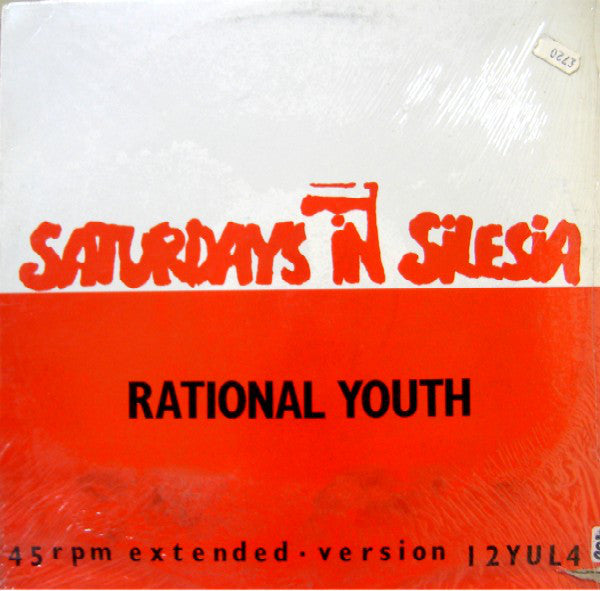 SATURDAYS iN SiLESiA
RATIONAL YOUTH
45rpm extended · version 12YUL4